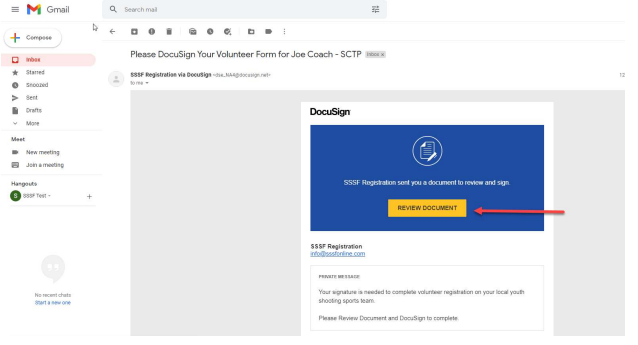 Gmail
Search mail
Compose
Inbox
Starred
Snoozed
Sent
Drafts
More
Meet
New meeting
Join a meeting
Hangouts
S SSSF Test
No recent chats
Start a new one
Please DocuSign Your Volunteer Form for Joe Coach - SCTP Inbox x
SSSF Registration via DocuSign <dse_NA4@docusign.net>
12
to me
DocuSign
SSSF Registration sent you a document to review and sign.
REVIEW DOCUMENT
SSSF Registration
info@sssfonline.com
PRIVATE MESSAGE
Your signature is needed to complete volunteer registration on your local youth
shooting sports team.
Please Review Document and DocuSign to complete.